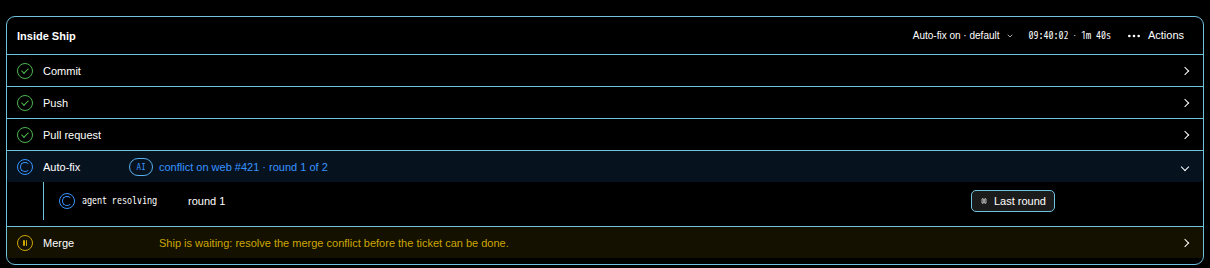 Inside Ship
Auto-fix on · default
09:40:02 · 1m 40s
Actions
Commit
Push
Pull request
Auto-fix
AI
conflict on web #421 · round 1 of 2
agent resolving
round 1
Last round
Merge
Ship is waiting: resolve the merge conflict before the ticket can be done.